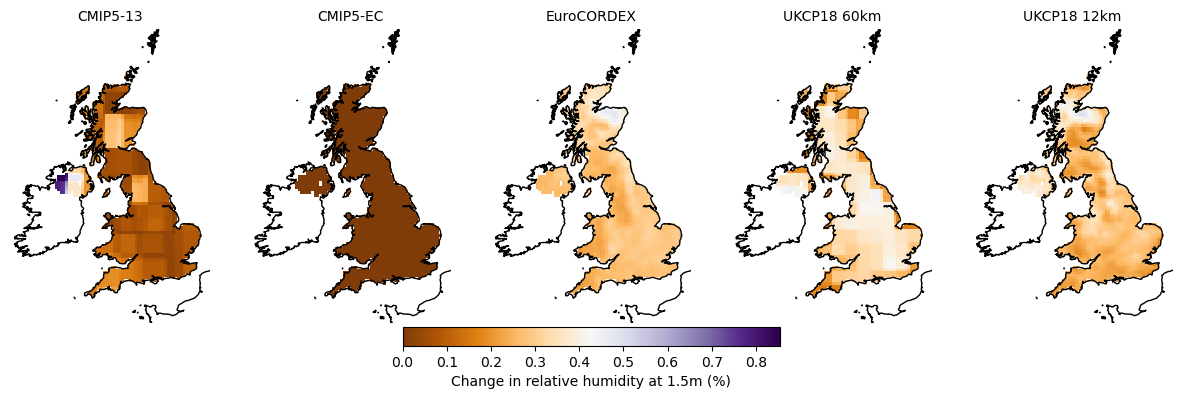 CMIP5-13 CMIP5-EC EuroCORDEX UKCP18 60km UKCP18 12km
0.0 0.1 0.2 0.3 0.4 0.5 0.6 0.7 0.8
Change in relative humidity at 1.5m (%)